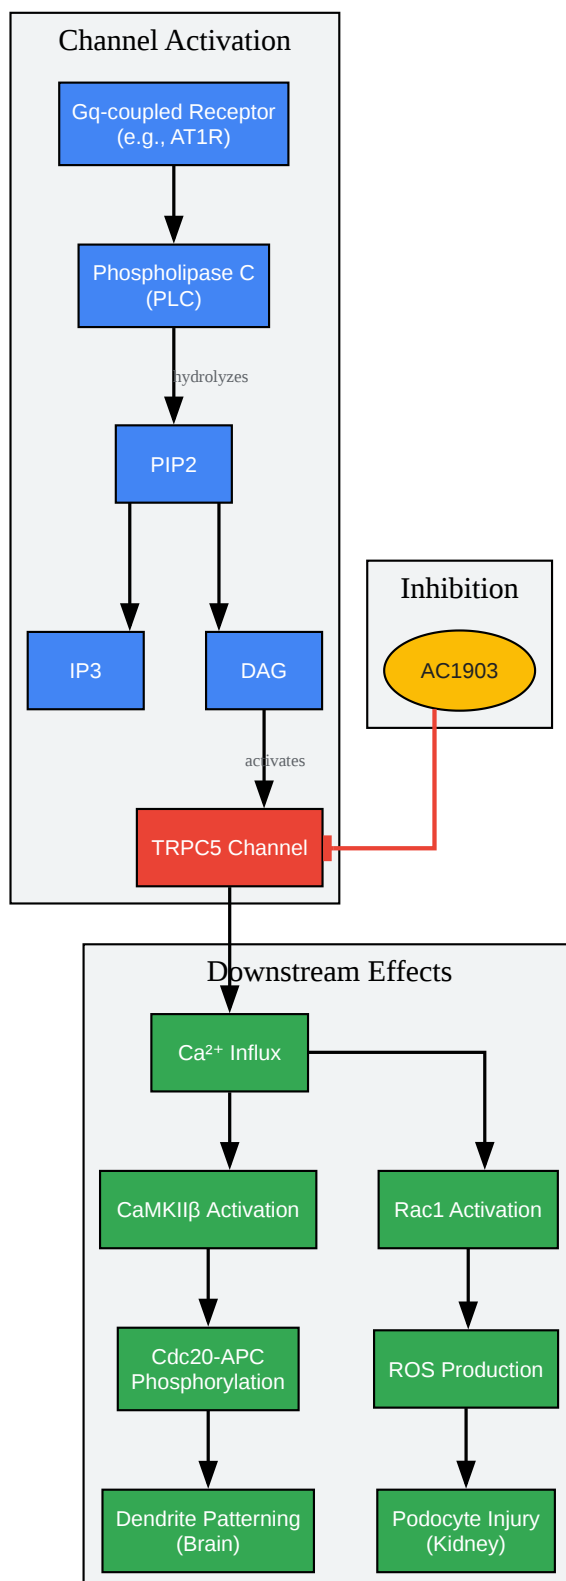 Channel Activation
Gq-coupled Receptor
(e.g., AT1R)
Phospholipase C
(PLC)
hydrolyzes
PIP2
IP3
DAG
activates
TRPC5 Channel
Inhibition
AC1903
Downstream Effects
Ca²⁺ Influx
CaMKIIβ Activation
Rac1 Activation
Cdc20-APC
Phosphorylation
ROS Production
Dendrite Patterning
(Brain)
Podocyte Injury
(Kidney)